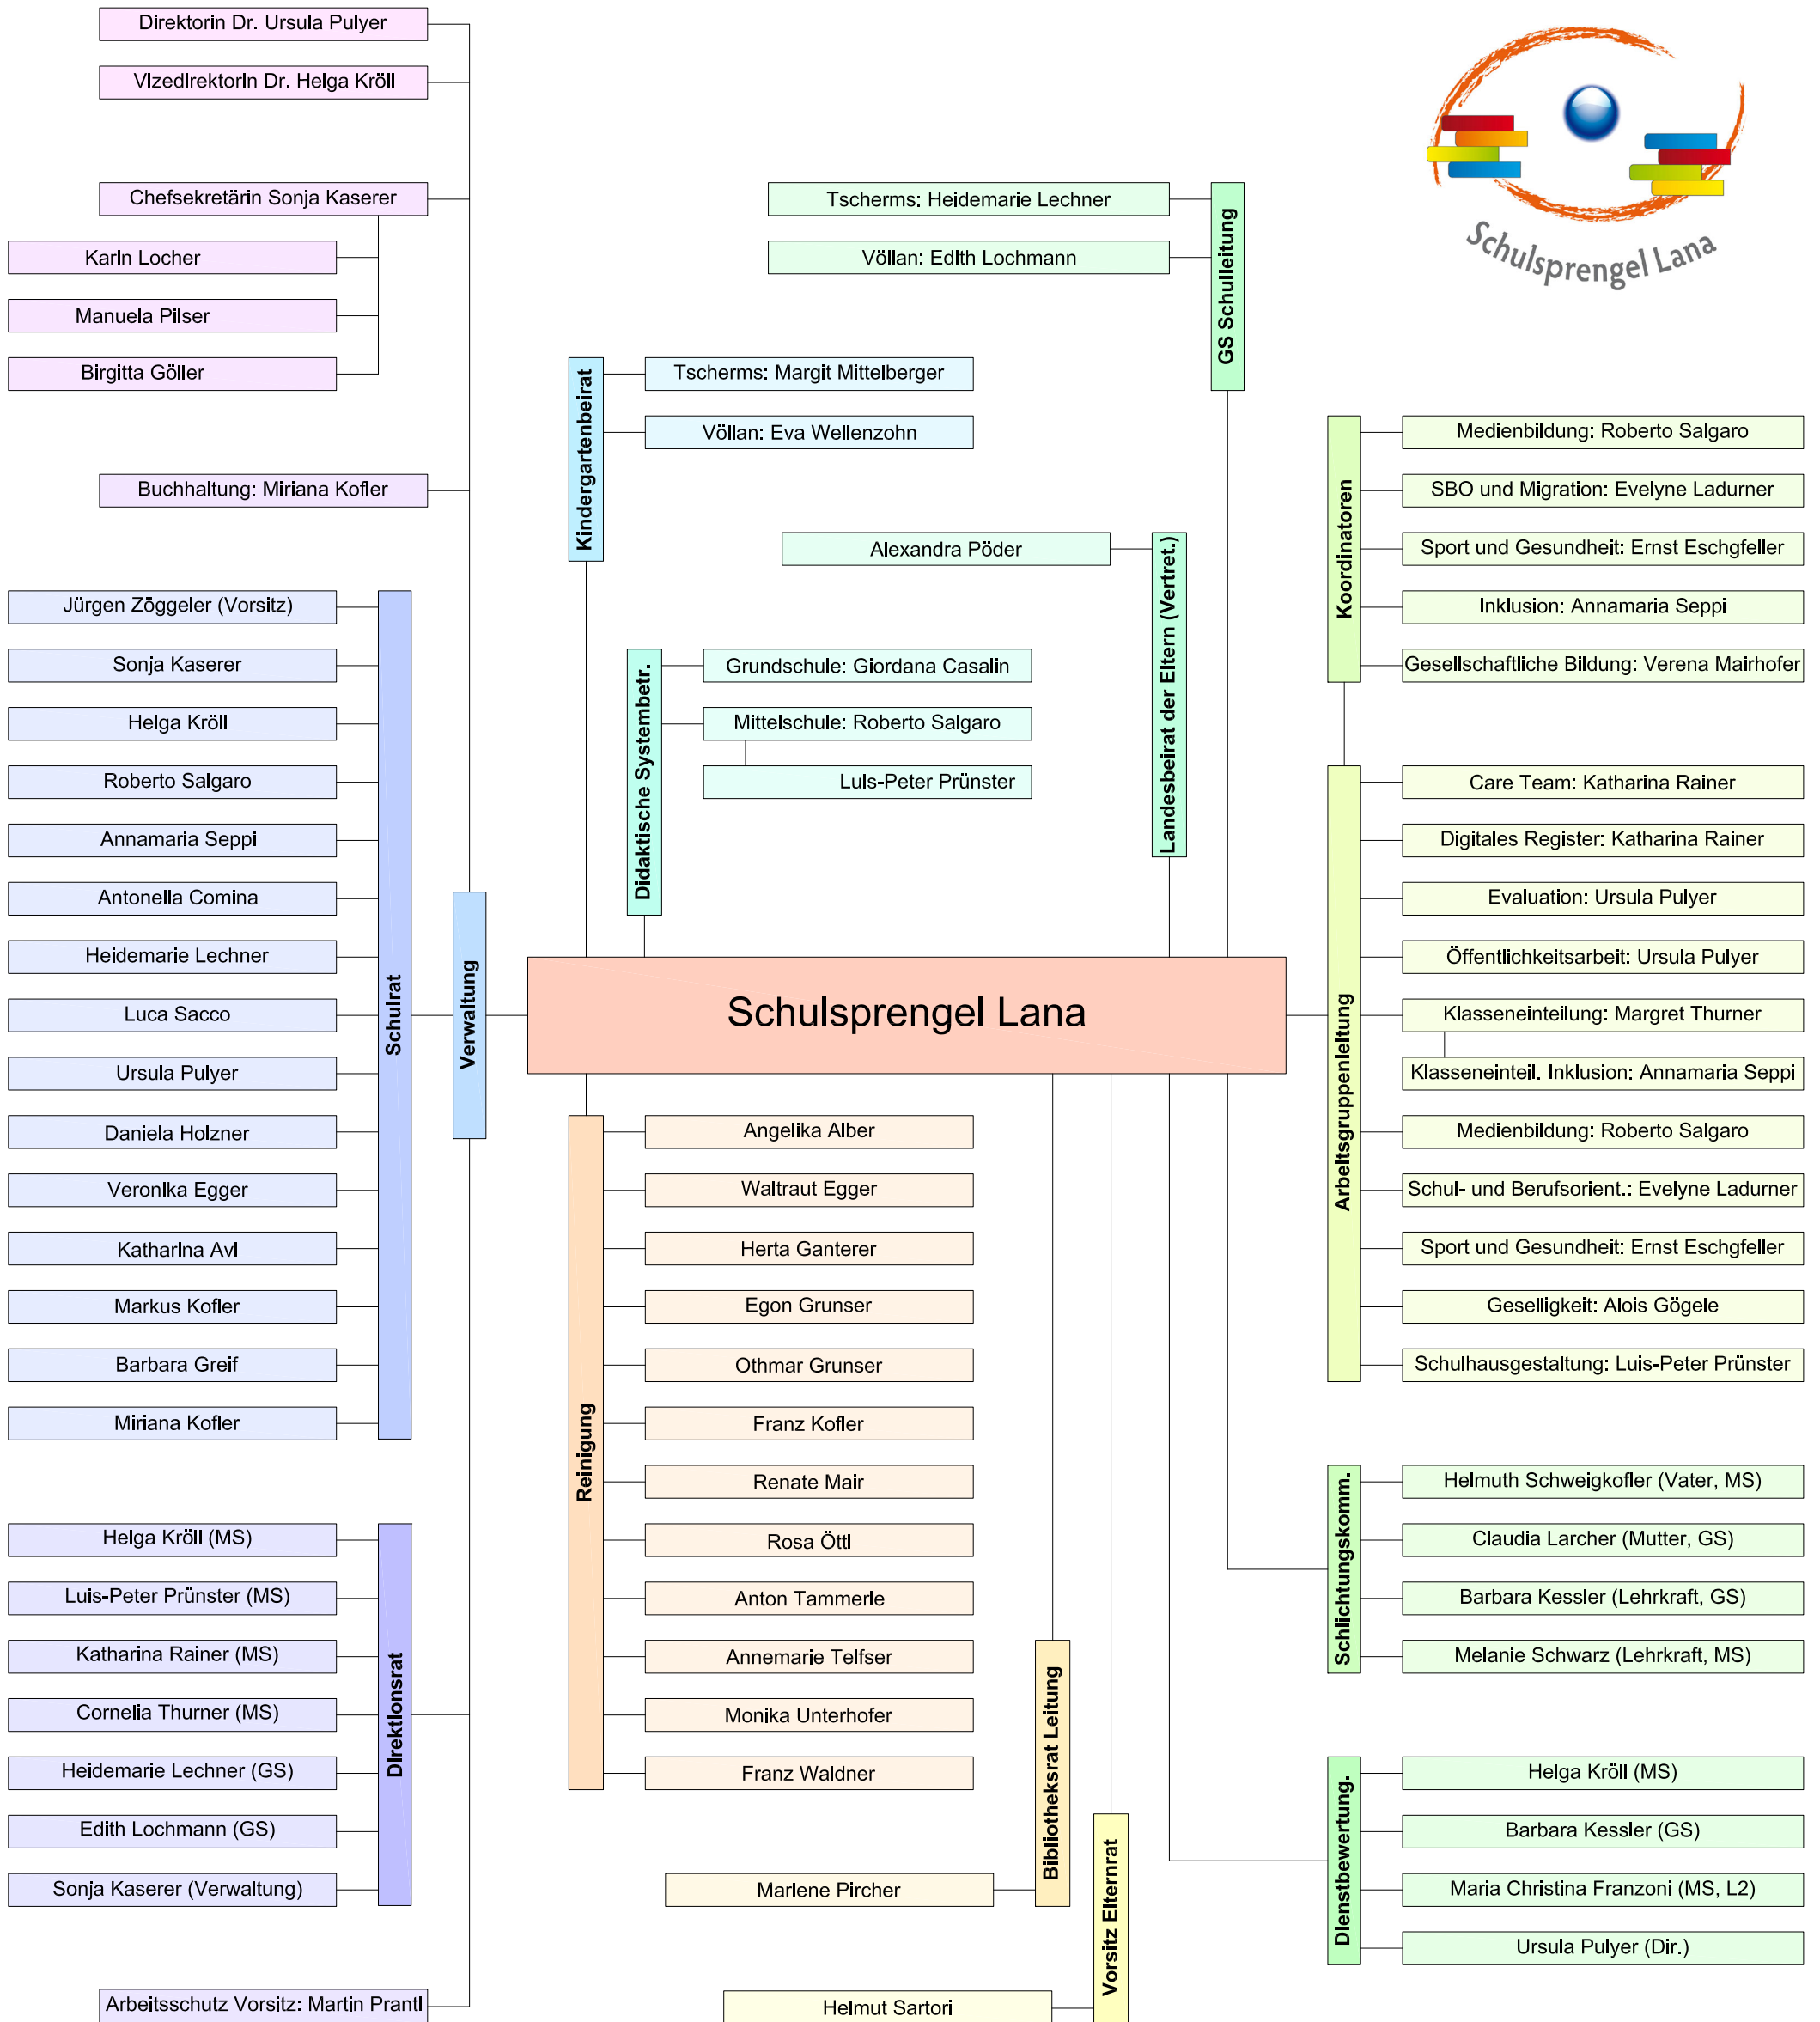 Direktorin Dr. Ursula Pulyer
Vizedirektorin Dr. Helga Kröll
Chefsekretärin Sonja Kaserer
Karin Locher
Manuela Pilser
Birgitta Göller
Buchhaltung: Miriana Kofler
Schulrat
Jürgen Zöggeler (Vorsitz)
Sonja Kaserer
Helga Kröll
Roberto Salgaro
Annamaria Seppi
Antonella Comina
Heidemarie Lechner
Luca Sacco
Ursula Pulyer
Daniela Holzner
Veronika Egger
Katharina Avi
Markus Kofler
Barbara Greif
Miriana Kofler
Verwaltung
Direktionsrat
Helga Kröll (MS)
Luis-Peter Prünster (MS)
Katharina Rainer (MS)
Cornelia Thurner (MS)
Heidemarie Lechner (GS)
Edith Lochmann (GS)
Sonja Kaserer (Verwaltung)
Arbeitsschutz Vorsitz: Martin Prantl
GS Schulleitung
Tscherms: Heidemarie Lechner
Völlan: Edith Lochmann
Kindergartenbeirat
Tscherms: Margit Mittelberger
Völlan: Eva Wellenzohn
Landesbeirat der Eltern (Vertret.)
Alexandra Pöder
Didaktische Systembetr.
Grundschule: Giordana Casalin
Mittelschule: Roberto Salgaro
Luis-Peter Prünster
Schulsprengel Lana
Reinigung
Angelika Alber
Waltraut Egger
Herta Ganterer
Egon Grunser
Othmar Grunser
Franz Kofler
Renate Mair
Rosa Öttl
Anton Tammerle
Annemarie Telfser
Monika Unterhofer
Franz Waldner
Bibliotheksrat Leitung
Marlene Pircher
Vorsitz Elternrat
Helmut Sartori
Schulsprengel Lana
Koordinatoren
Medienbildung: Roberto Salgaro
SBO und Migration: Evelyne Ladurner
Sport und Gesundheit: Ernst Eschgfeller
Inklusion: Annamaria Seppi
Gesellschaftliche Bildung: Verena Mairhofer
Arbeitsgruppenleitung
Care Team: Katharina Rainer
Digitales Register: Katharina Rainer
Evaluation: Ursula Pulyer
Öffentlichkeitsarbeit: Ursula Pulyer
Klasseneinteilung: Margret Thurner
Klasseneinteil. Inklusion: Annamaria Seppi
Medienbildung: Roberto Salgaro
Schul- und Berufsorient.: Evelyne Ladurner
Sport und Gesundheit: Ernst Eschgfeller
Geselligkeit: Alois Gögele
Schulhausgestaltung: Luis-Peter Prünster
Schlichtungskomm.
Helmuth Schweigkofler (Vater, MS)
Claudia Larcher (Mutter, GS)
Barbara Kessler (Lehrkraft, GS)
Melanie Schwarz (Lehrkraft, MS)
Dienstbewertung.
Helga Kröll (MS)
Barbara Kessler (GS)
Maria Christina Franzoni (MS, L2)
Ursula Pulyer (Dir.)